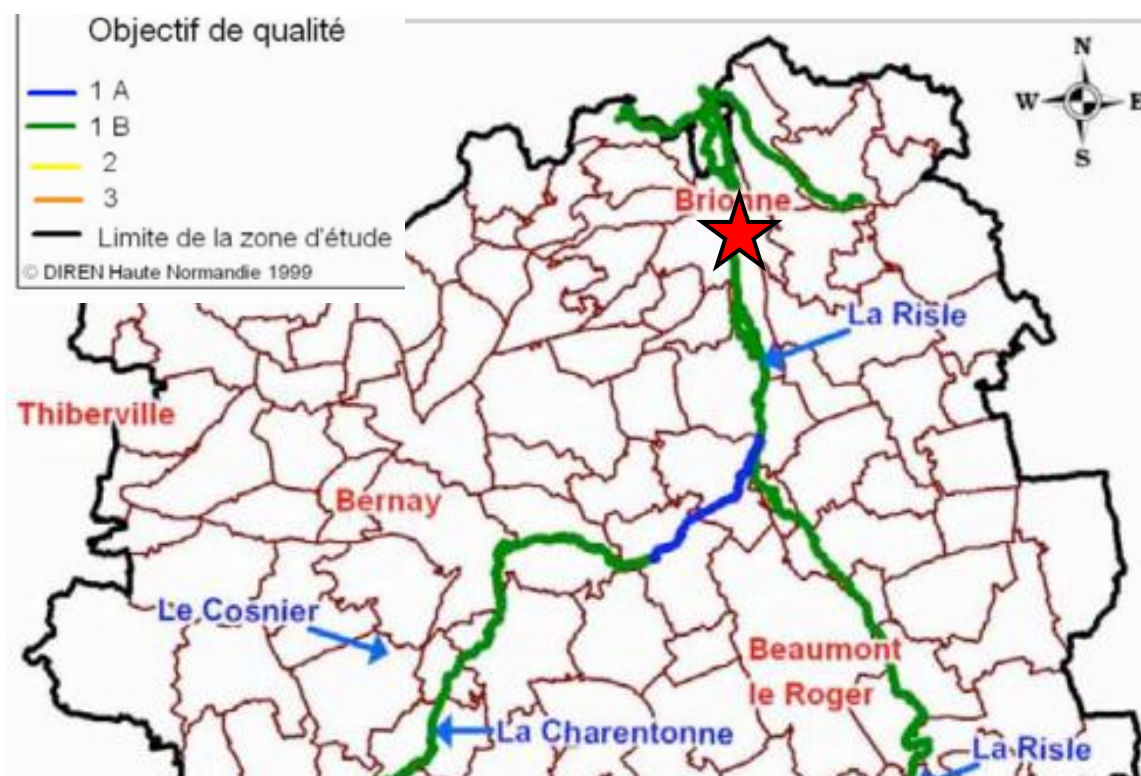 Objectif de qualité
1 A
1 B
2
3
Limite de la zone d'étude
© DIREN Haute Normandie 1999
N
W E
S
Brionne
La Risle
Thiberville
Bernay
Le Cosnier
Beaumont
le Roger
La Charentonne
La Risle